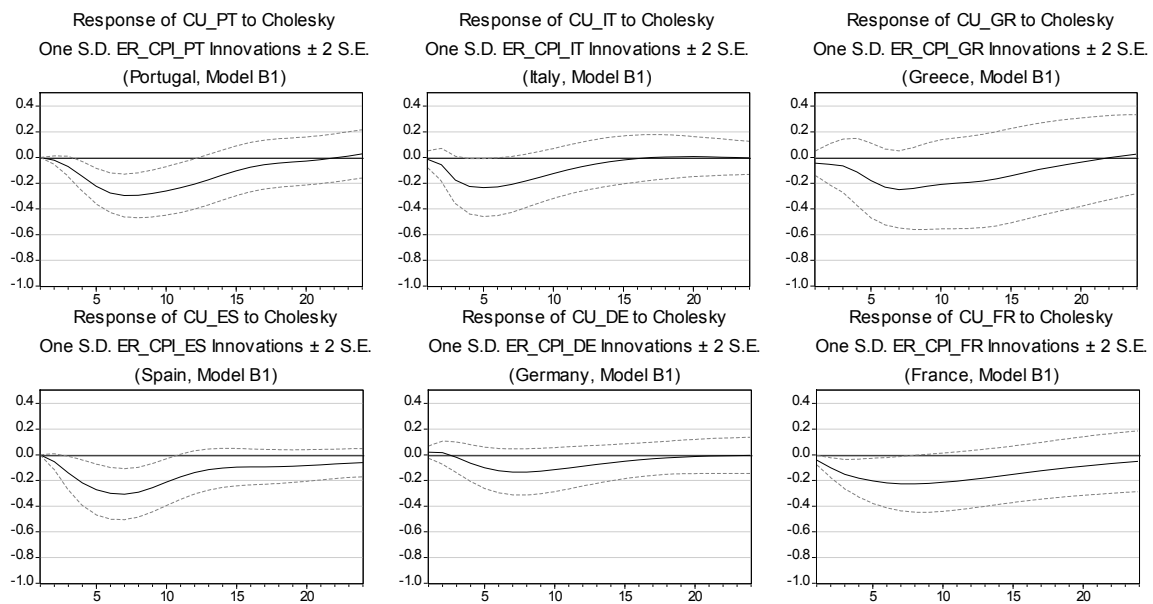 Response of CU_PT to Cholesky
One S.D. ER_CPI_PT Innovations ± 2 S.E.
(Portugal, Model B1)
0.4
0.2
0.0
-0.2
-0.4
-0.6
-0.8
-1.0
5 10 15 20
Response of CU_IT to Cholesky
One S.D. ER_CPI_IT Innovations ± 2 S.E.
(Italy, Model B1)
0.4
0.2
0.0
-0.2
-0.4
-0.6
-0.8
-1.0
5 10 15 20
Response of CU_GR to Cholesky
One S.D. ER_CPI_GR Innovations ± 2 S.E.
(Greece, Model B1)
0.4
0.2
0.0
-0.2
-0.4
-0.6
-0.8
-1.0
5 10 15 20
Response of CU_ES to Cholesky
One S.D. ER_CPI_ES Innovations ± 2 S.E.
(Spain, Model B1)
0.4
0.2
0.0
-0.2
-0.4
-0.6
-0.8
-1.0
5 10 15 20
Response of CU_DE to Cholesky
One S.D. ER_CPI_DE Innovations ± 2 S.E.
(Germany, Model B1)
0.4
0.2
0.0
-0.2
-0.4
-0.6
-0.8
-1.0
5 10 15 20
Response of CU_FR to Cholesky
One S.D. ER_CPI_FR Innovations ± 2 S.E.
(France, Model B1)
0.4
0.2
0.0
-0.2
-0.4
-0.6
-0.8
-1.0
5 10 15 20